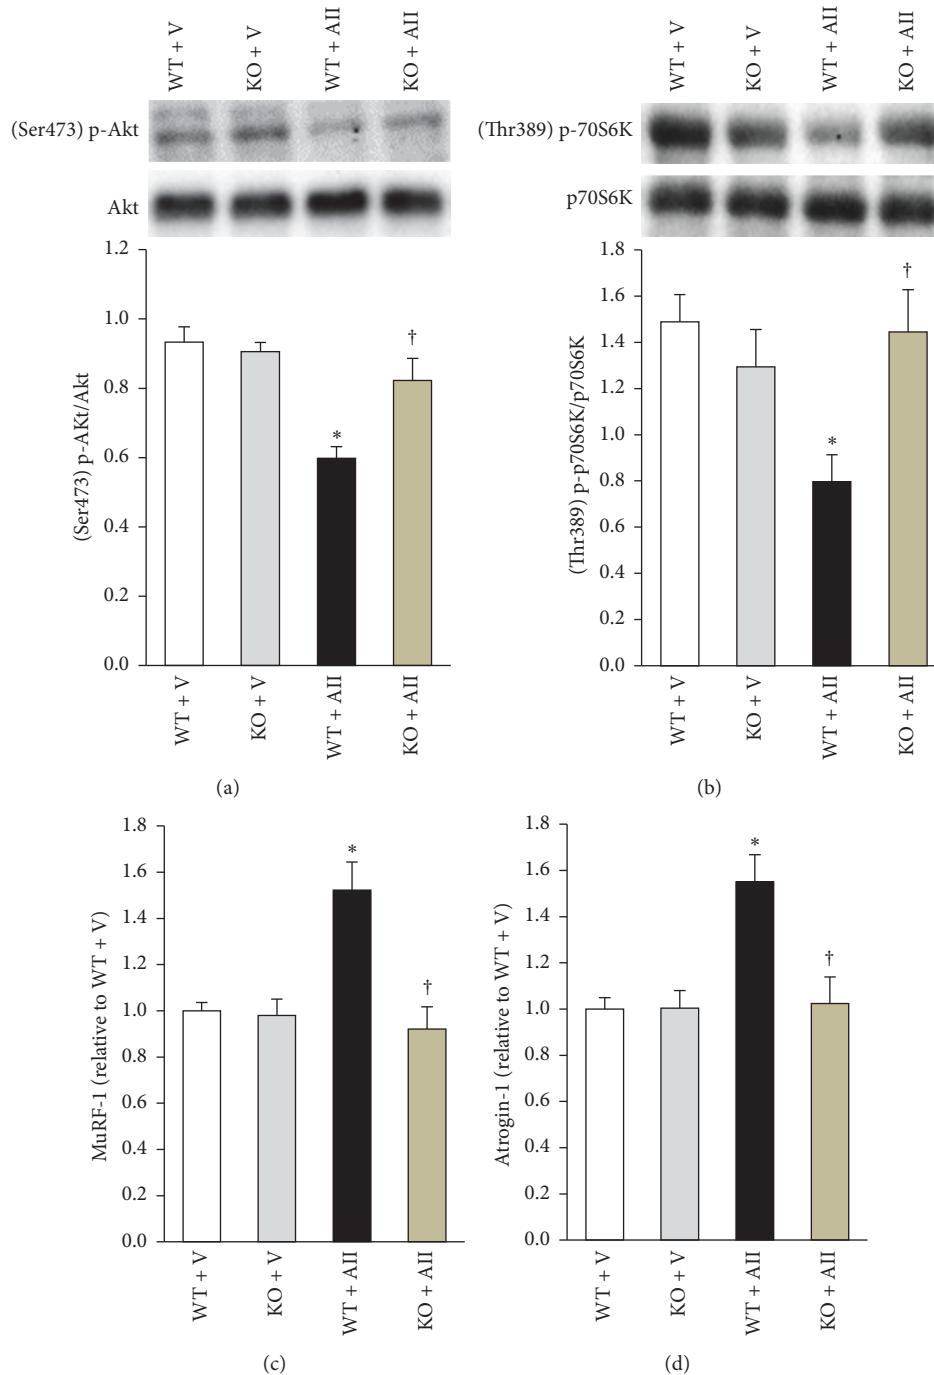 WT + V
KO + V
WT + AII
KO + AII
(Ser473) p-Akt
Akt
1.2
1.0
0.8
0.6
0.4
0.2
0.0
(Ser473) p-AKt/Akt
†
*
WT + V
KO + V
WT + AII
KO + AII
(a)
WT + V
KO + V
WT + AII
KO + AII
(Thr389) p-70S6K
p70S6K
1.8
1.6
1.4
1.2
1.0
0.8
0.6
0.4
0.2
0.0
(Thr389) p-p70S6K/p70S6K
†
*
WT + V
KO + V
WT + AII
KO + AII
(b)
1.8
1.6
1.4
1.2
1.0
0.8
0.6
0.4
0.2
0.0
MuRF-1 (relative to WT + V)
*
†
WT + V
KO + V
WT + AII
KO + AII
(c)
1.8
1.6
1.4
1.2
1.0
0.8
0.6
0.4
0.2
0.0
Atrogin-1 (relative to WT + V)
*
†
WT + V
KO + V
WT + AII
KO + AII
(d)